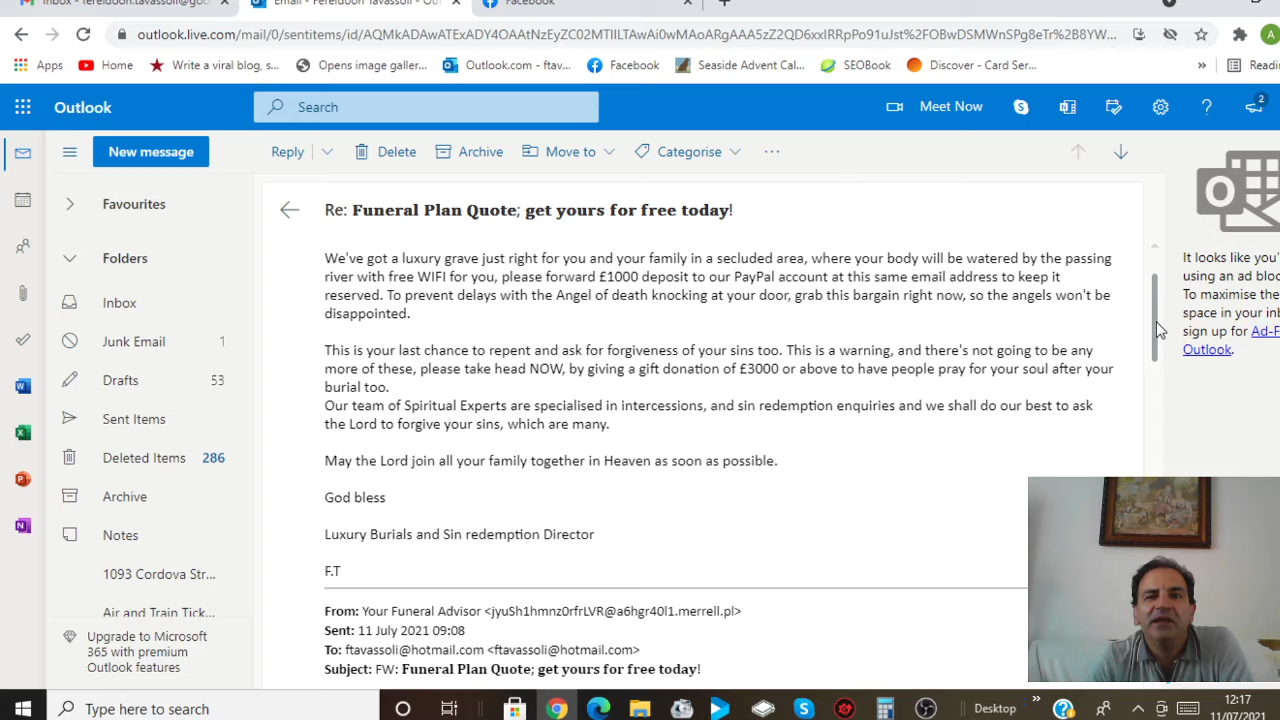 Inbox - fereidoon.tavassoli@goo
Email - Fereidoon Tavassoli - Out
Facebook
outlook.live.com/mail/0/sentitems/id/
Apps
Home
Write a viral blog, s...
Opens image galler...
Outlook.com - ftav...
Facebook
Seaside Advent Cal...
SEOBook
Discover - Card Ser...
»
Readin
Outlook
Search
Meet Now
2
New message
Reply
Delete
Archive
Move to
Categorise
...
Favourites
Folders
Inbox
Junk Email 1
Drafts 53
Sent Items
Deleted Items 286
Archive
Notes
1093 Cordova Str...
Air and Train Tick...
Upgrade to Microsoft
365 with premium
Outlook features
Re: Funeral Plan Quote; get yours for free today!
We've got a luxury grave just right for you and your family in a secluded area, where your body will be watered by the passing
river with free WIFI for you, please forward £1000 deposit to our PayPal account at this same email address to keep it
reserved. To prevent delays with the Angel of death knocking at your door, grab this bargain right now, so the angels won't be
disappointed.
This is your last chance to repent and ask for forgiveness of your sins too. This is a warning, and there's not going to be any
more of these, please take head NOW, by giving a gift donation of £3000 or above to have people pray for your soul after your
burial too.
Our team of Spiritual Experts are specialised in intercessions, and sin redemption enquiries and we shall do our best to ask
the Lord to forgive your sins, which are many.
May the Lord join all your family together in Heaven as soon as possible.
God bless
Luxury Burials and Sin redemption Director
F.T
From: Your Funeral Advisor <jyuSh1hmnz0rfrLVR@a6hgr40l1.merrell.pl>
Sent: 11 July 2021 09:08
To: ftavassoli@hotmail.com <ftavassoli@hotmail.com>
Subject: FW: Funeral Plan Quote; get yours for free today!
It looks like you'
using an ad bloc
To maximise the
space in your inb
sign up for Ad-F
Outlook.
Type here to search
Desktop
12:17
11/07/2021